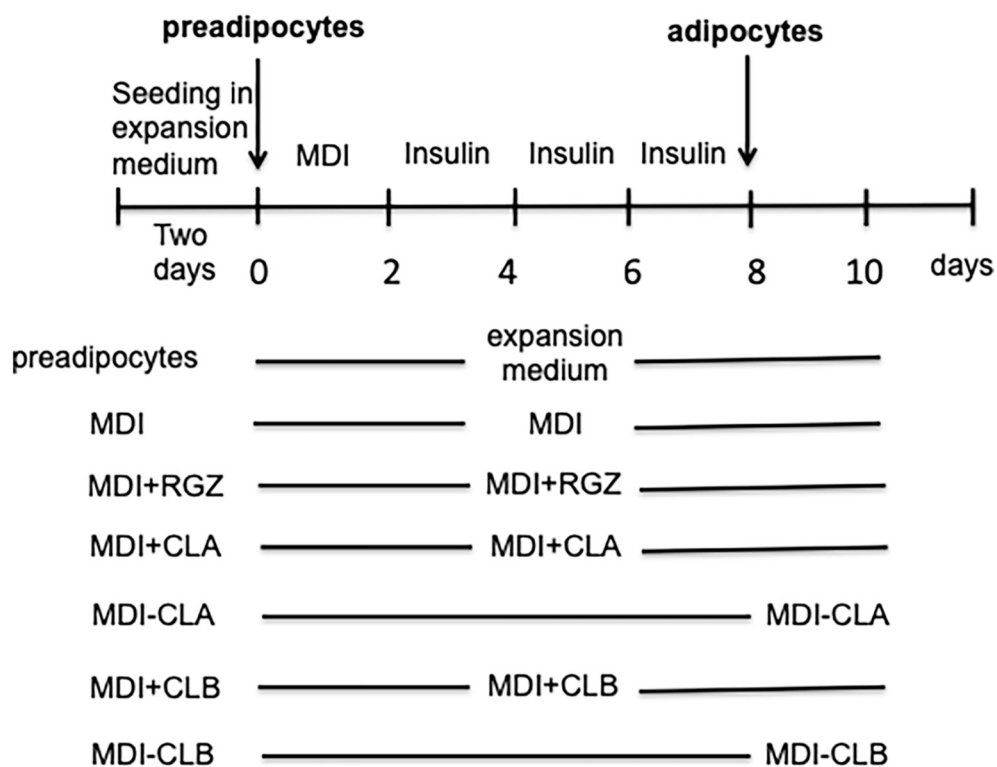 preadipocytes
adipocytes
Seeding in
expansion
medium
MDI
Insulin
Insulin
Insulin
Two
days
0
2
4
6
8
10
days
preadipocytes
expansion
medium
MDI
MDI
MDI+RGZ
MDI+RGZ
MDI+CLA
MDI+CLA
MDI-CLA
MDI-CLA
MDI+CLB
MDI+CLB
MDI-CLB
MDI-CLB